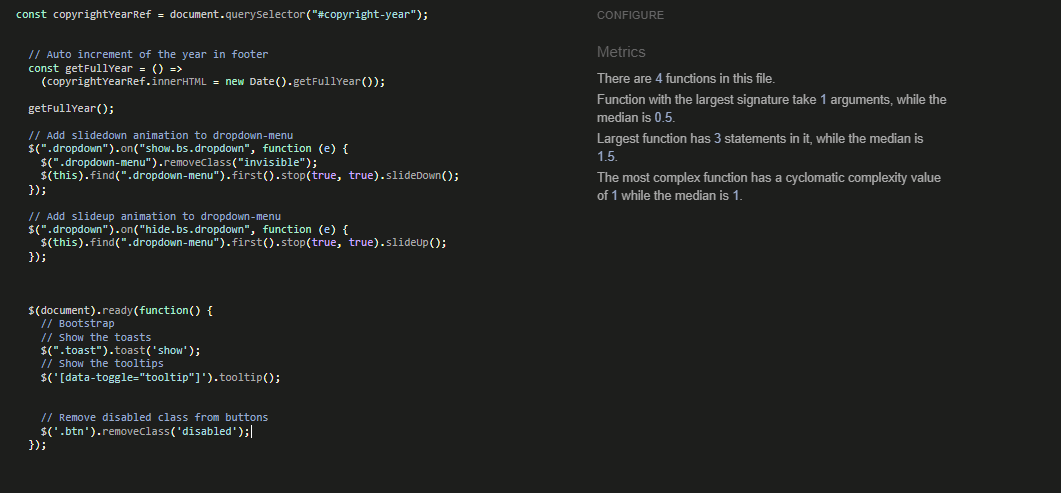 const copyrightYearRef = document.querySelector("#copyright-year");
// Auto increment of the year in footer
const getFullYear = () =>
(copyrightYearRef.innerHTML = new Date().getFullYear());
getFullYear();
// Add slidedown animation to dropdown-menu
$(".dropdown").on("show.bs.dropdown", function (e) {
$(".dropdown-menu").removeClass("invisible");
$(this).find(".dropdown-menu").first().stop(true, true).slideDown();
});
// Add slideup animation to dropdown-menu
$(".dropdown").on("hide.bs.dropdown", function (e) {
$(this).find(".dropdown-menu").first().stop(true, true).slideUp();
});
$(document).ready(function() {
// Bootstrap
// Show the toasts
$(".toast").toast('show');
// Show the tooltips
$('[data-toggle="tooltip"]').tooltip();
// Remove disabled class from buttons
$('.btn').removeClass('disabled');
});
CONFIGURE
Metrics
There are 4 functions in this file.
Function with the largest signature take 1 arguments, while the
median is 0.5.
Largest function has 3 statements in it, while the median is
1.5.
The most complex function has a cyclomatic complexity value
of 1 while the median is 1.